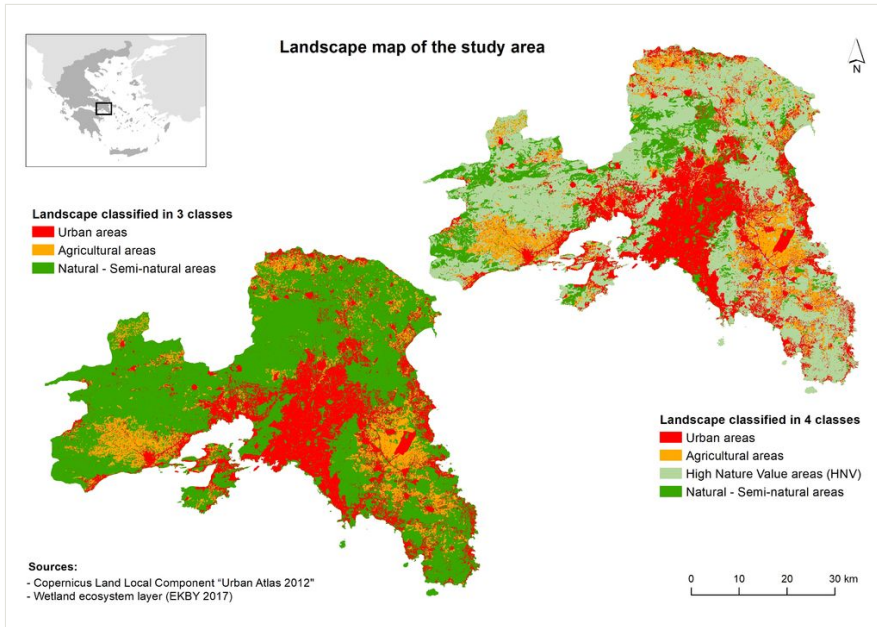 Landscape map of the study area
N
Landscape classified in 3 classes
Urban areas
Agricultural areas
Natural - Semi-natural areas
Landscape classified in 4 classes
Urban areas
Agricultural areas
High Nature Value areas (HNV)
Natural - Semi-natural areas
Sources:
- Copernicus Land Local Component “Urban Atlas 2012”
- Wetland ecosystem layer (EKBY 2017)
0 10 20 30 km